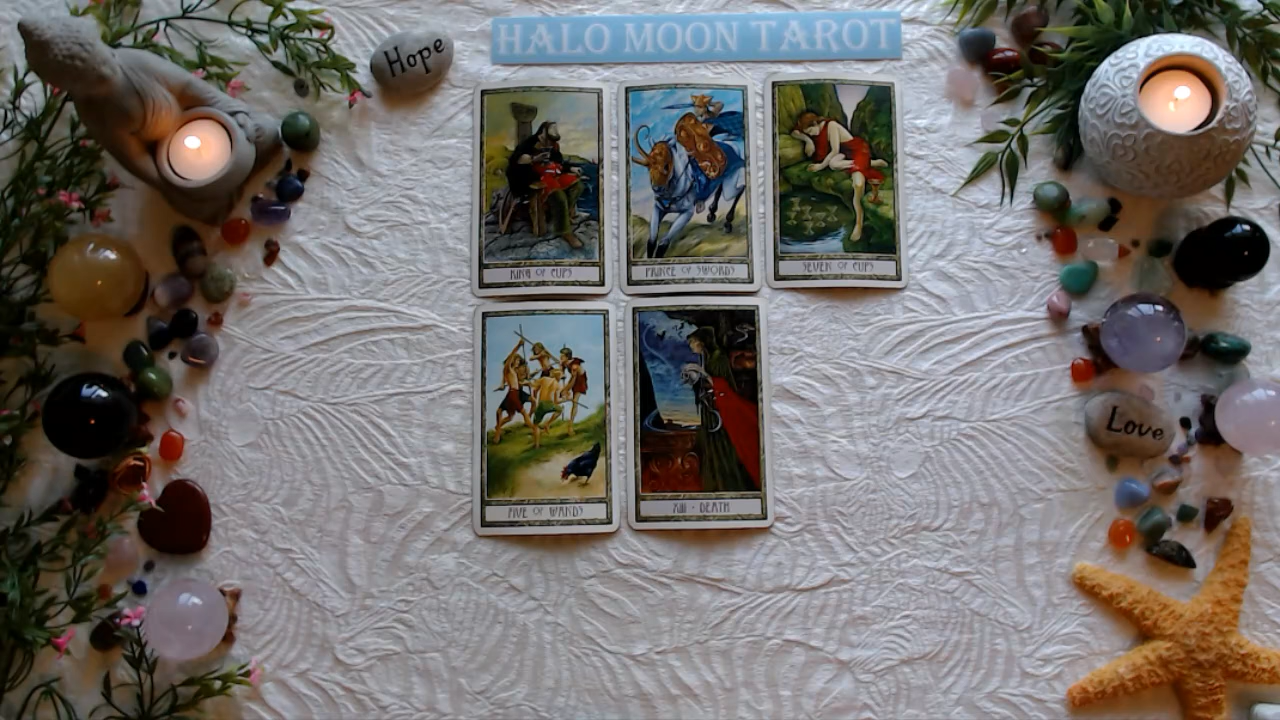 HALO MOON TAROT
Hope
KING OF CUPS
PRINCE OF SWORDS
SEVEN OF CUPS
FIVE OF WANDS
XIII · DEATH
Love